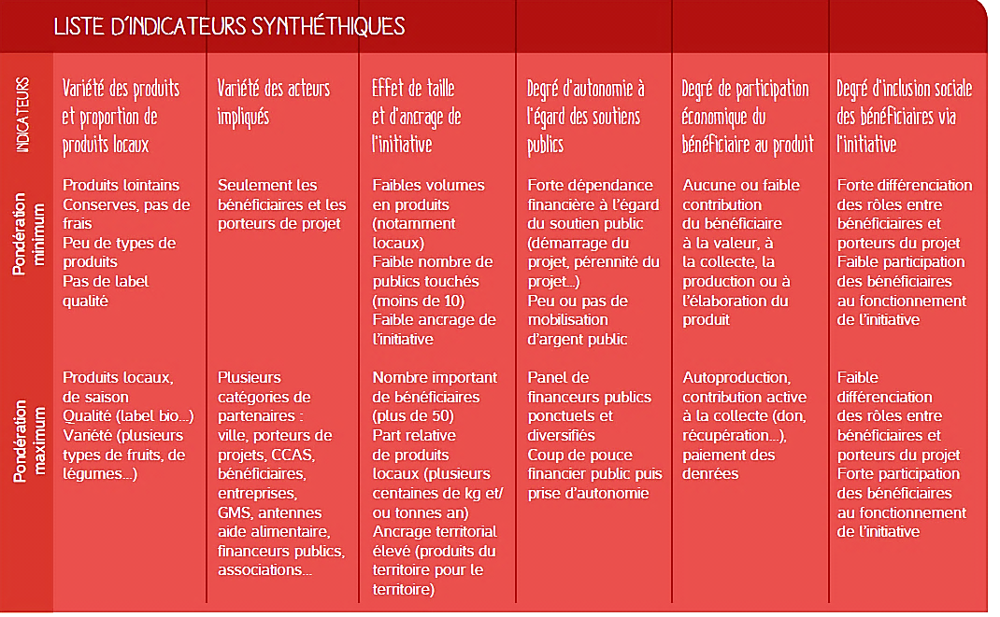 LISTE D'INDICATEURS SYNTHÉTHIQUES
INDICATEURS
Variété des produits
et proportion de
produits locaux
Variété des acteurs
impliqués
Effet de taille
et d'ancrage de
l'initiative
Degré d'autonomie à
l'égard des soutiens
publics
Degré de participation
économique du
bénéficiaire au produit
Degré d'inclusion sociale
des bénéficiaires via
l'initiative
Pondération
minimum
Produits lointains
Conserves, pas de
frais
Peu de types de
produits
Pas de label
qualité
Seulement les
bénéficiaires et les
porteurs de projet
Faibles volumes
en produits
(notamment
locaux)
Faible nombre de
publics touchés
(moins de 10)
Faible ancrage de
l'initiative
Forte dépendance
financière à l'égard
du soutien public
(démarrage du
projet, pérennité du
projet...)
Peu ou pas de
mobilisation
d'argent public
Aucune ou faible
contribution
du bénéficiaire
à la valeur, à
la collecte, la
production ou à
l'élaboration du
produit
Forte différenciation
des rôles entre
bénéficiaires et
porteurs du projet
Faible participation
des bénéficiaires
au fonctionnement
de l'initiative
Pondération
maximum
Produits locaux,
de saison
Qualité (label bio...)
Variété (plusieurs
types de fruits, de
légumes...)
Plusieurs
catégories de
partenaires :
ville, porteurs de
projets, CCAS,
bénéficiaires,
entreprises,
GMS, antennes
aide alimentaire,
financeurs publics,
associations...
Nombre important
de bénéficiaires
(plus de 50)
Part relative
de produits
locaux (plusieurs
centaines de kg et/
ou tonnes an)
Ancrage territorial
élevé (produits du
territoire pour le
territoire)
Panel de
financeurs publics
ponctuels et
diversifiés
Coup de pouce
financier public puis
prise d'autonomie
Autoproduction,
contribution active
à la collecte (don,
récupération...),
paiement des
denrées
Faible
différenciation
des rôles entre
bénéficiaires et
porteurs du projet
Forte participation
des bénéficiaires
au fonctionnement
de l'initiative